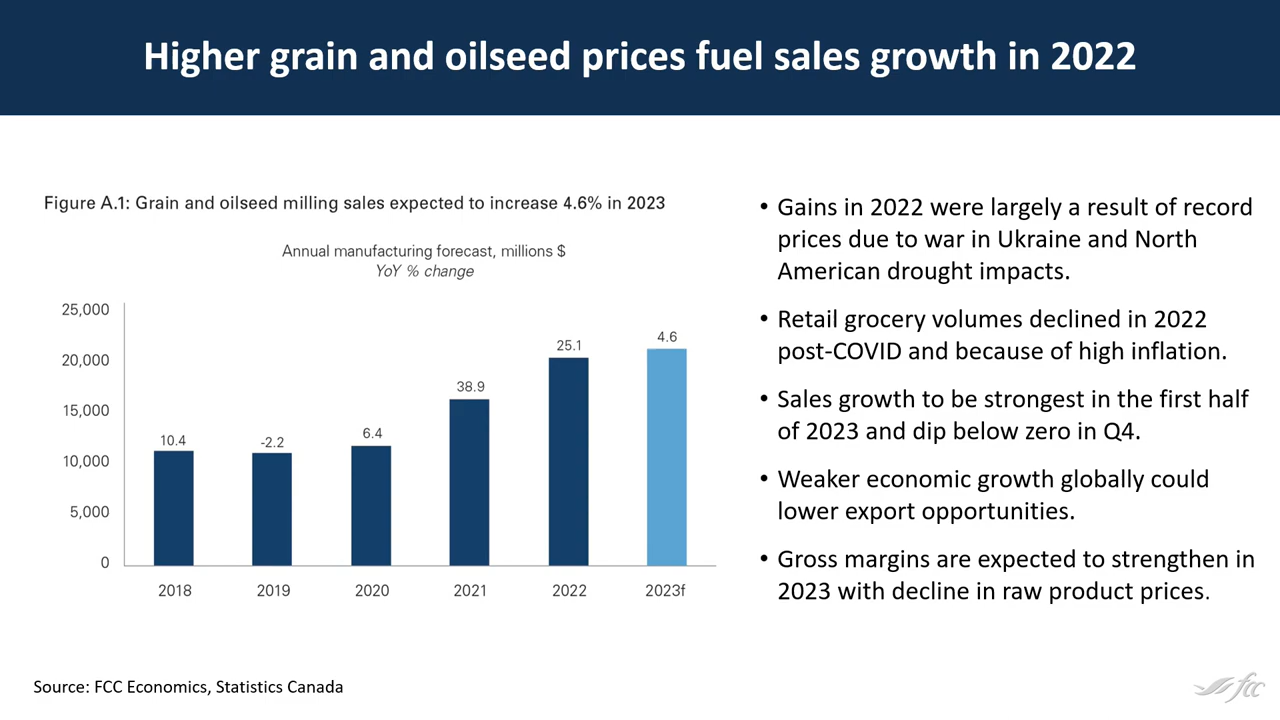 Higher grain and oilseed prices fuel sales growth in 2022
Figure A.1: Grain and oilseed milling sales expected to increase 4.6% in 2023
Annual manufacturing forecast, millions $
YoY % change
25,000
20,000
15,000
10,000
5,000
0
10.4
-2.2
6.4
38.9
25.1
4.6
2018
2019
2020
2021
2022
2023f
• Gains in 2022 were largely a result of record
prices due to war in Ukraine and North
American drought impacts.
• Retail grocery volumes declined in 2022
post-COVID and because of high inflation.
• Sales growth to be strongest in the first half
of 2023 and dip below zero in Q4.
• Weaker economic growth globally could
lower export opportunities.
• Gross margins are expected to strengthen in
2023 with decline in raw product prices.
Source: FCC Economics, Statistics Canada
fcc